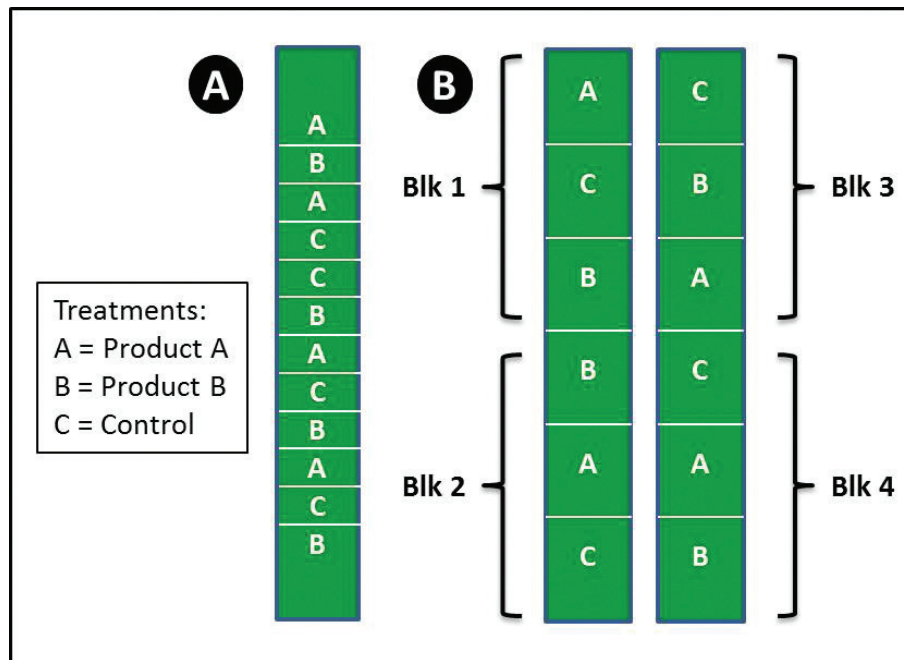 A
A
B
A
C
C
B
A
C
B
A
C
B
Treatments:
A = Product A
B = Product B
C = Control
B
Blk 1
A
C
B
Blk 2
B
A
C
C
B
A
Blk 3
C
A
B
Blk 4